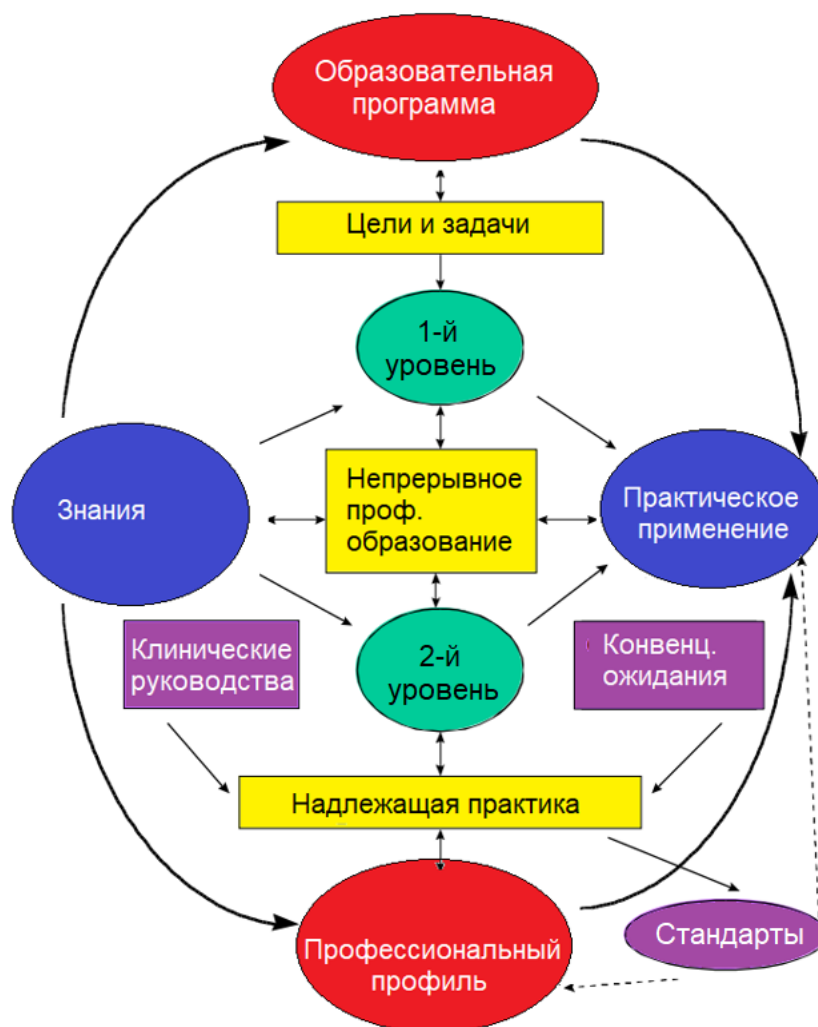 Образовательная
программа
Цели и задачи
1-й
уровень
Знания
Непрерывное
проф.
образование
Практическое
применение
Клинические
руководства
2-й
уровень
Конвенц.
ожидания
Надлежащая практика
Профессиональный
профиль
Стандарты